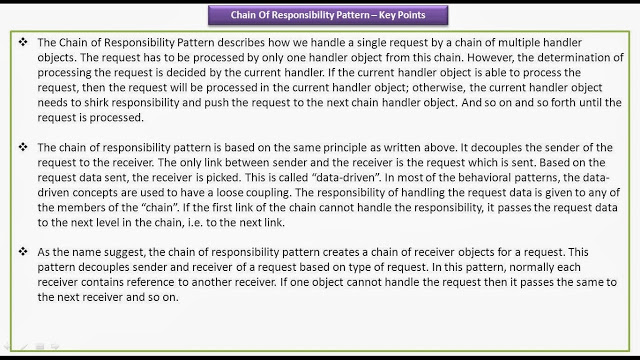 Chain Of Responsibility Pattern – Key Points
The Chain of Responsibility Pattern describes how we handle a single request by a chain of multiple handler
objects. The request has to be processed by only one handler object from this chain. However, the determination of
processing the request is decided by the current handler. If the current handler object is able to process the
request, then the request will be processed in the current handler object; otherwise, the current handler object
needs to shirk responsibility and push the request to the next chain handler object. And so on and so forth until the
request is processed.
The chain of responsibility pattern is based on the same principle as written above. It decouples the sender of the
request to the receiver. The only link between sender and the receiver is the request which is sent. Based on the
request data sent, the receiver is picked. This is called “data-driven”. In most of the behavioral patterns, the data-
driven concepts are used to have a loose coupling. The responsibility of handling the request data is given to any of
the members of the “chain”. If the first link of the chain cannot handle the responsibility, it passes the request data
to the next level in the chain, i.e. to the next link.
As the name suggest, the chain of responsibility pattern creates a chain of receiver objects for a request. This
pattern decouples sender and receiver of a request based on type of request. In this pattern, normally each
receiver contains reference to another receiver. If one object cannot handle the request then it passes the same to
the next receiver and so on.